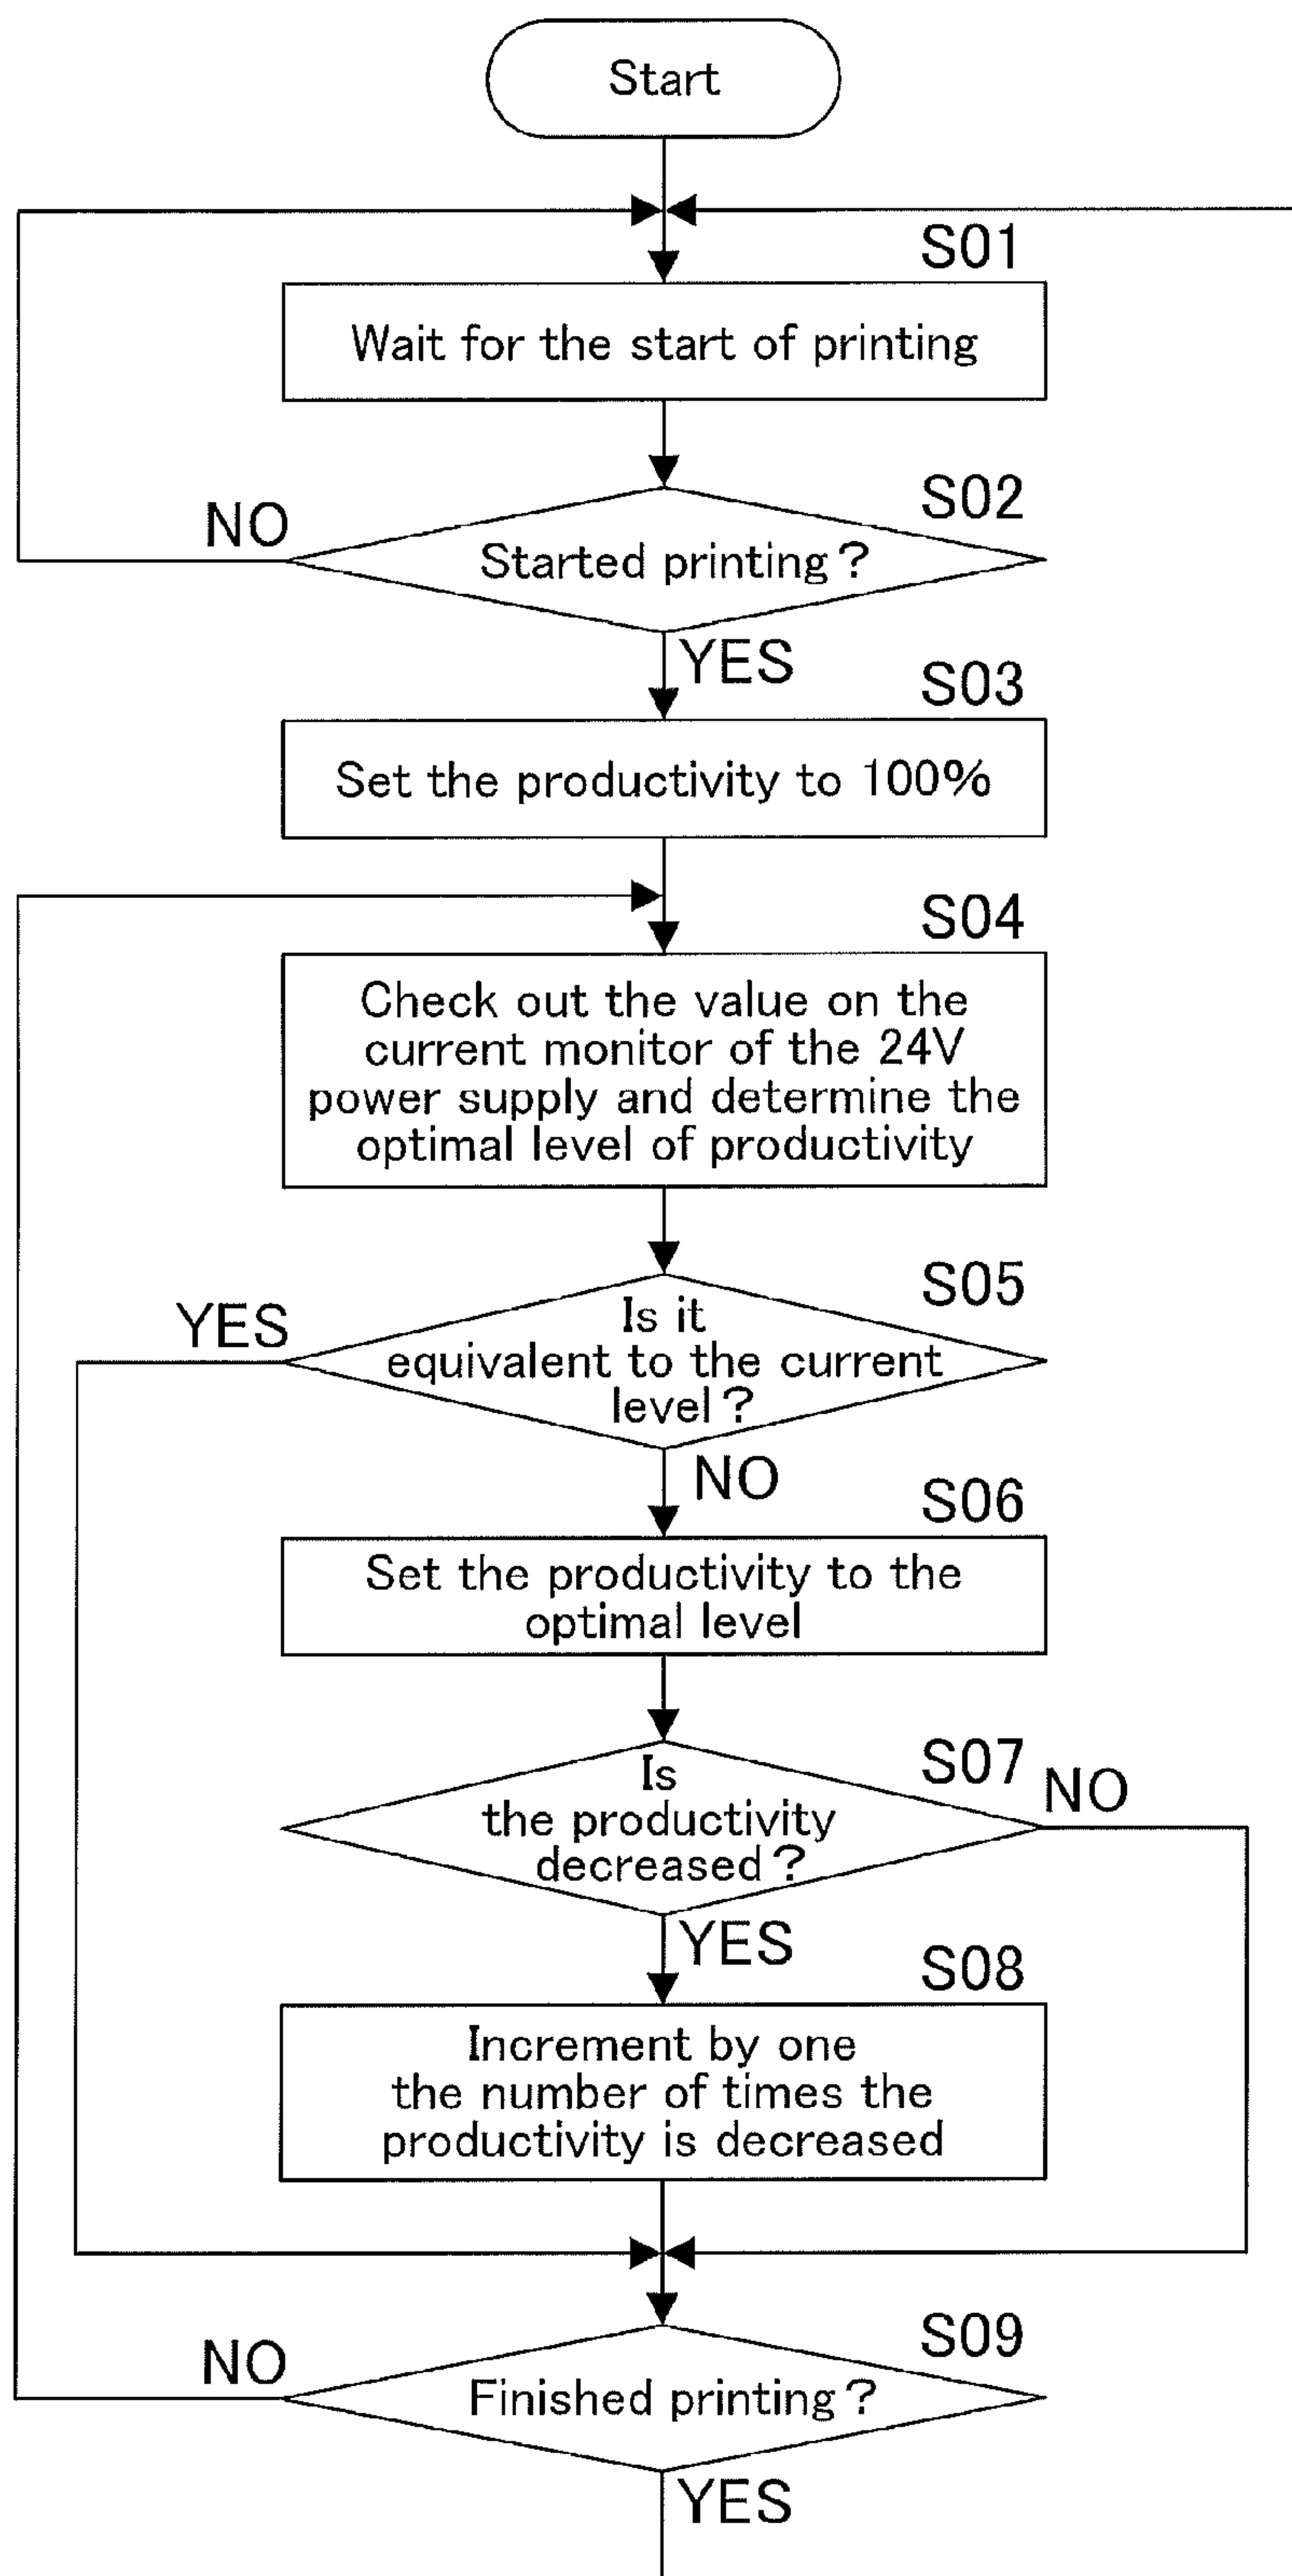 Start
S01
Wait for the start of printing
S02
NO
Started printing?
YES
S03
Set the productivity to 100%
S04
Check out the value on the
current monitor of the 24V
power supply and determine the
optimal level of productivity
S05
YES
Is it
equivalent to the current
level?
NO
S06
Set the productivity to the
optimal level
S07
NO
Is
the productivity
decreased?
YES
S08
Increment by one
the number of times the
productivity is decreased
S09
NO
Finished printing?
YES